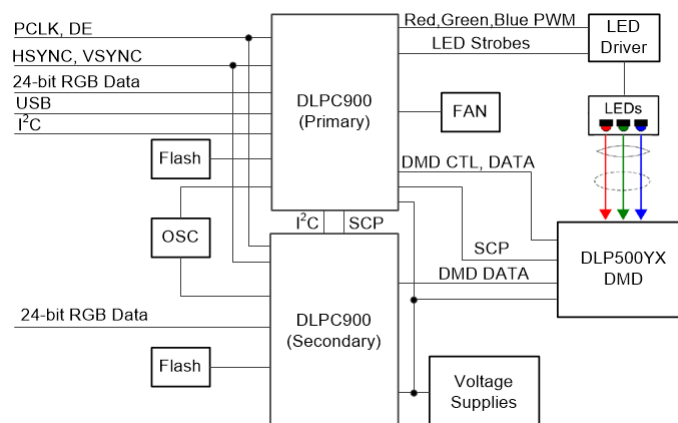 PCLK, DE
HSYNC, VSYNC
24-bit RGB Data
USB
I²C
DLPC900
(Primary)
Red,Green,Blue PWM
LED Strobes
LED
Driver
LEDs
FAN
Flash
OSC
DMD CTL, DATA
I²C
SCP
SCP
DMD DATA
DLP500YX
DMD
24-bit RGB Data
DLPC900
(Secondary)
Flash
Voltage
Supplies